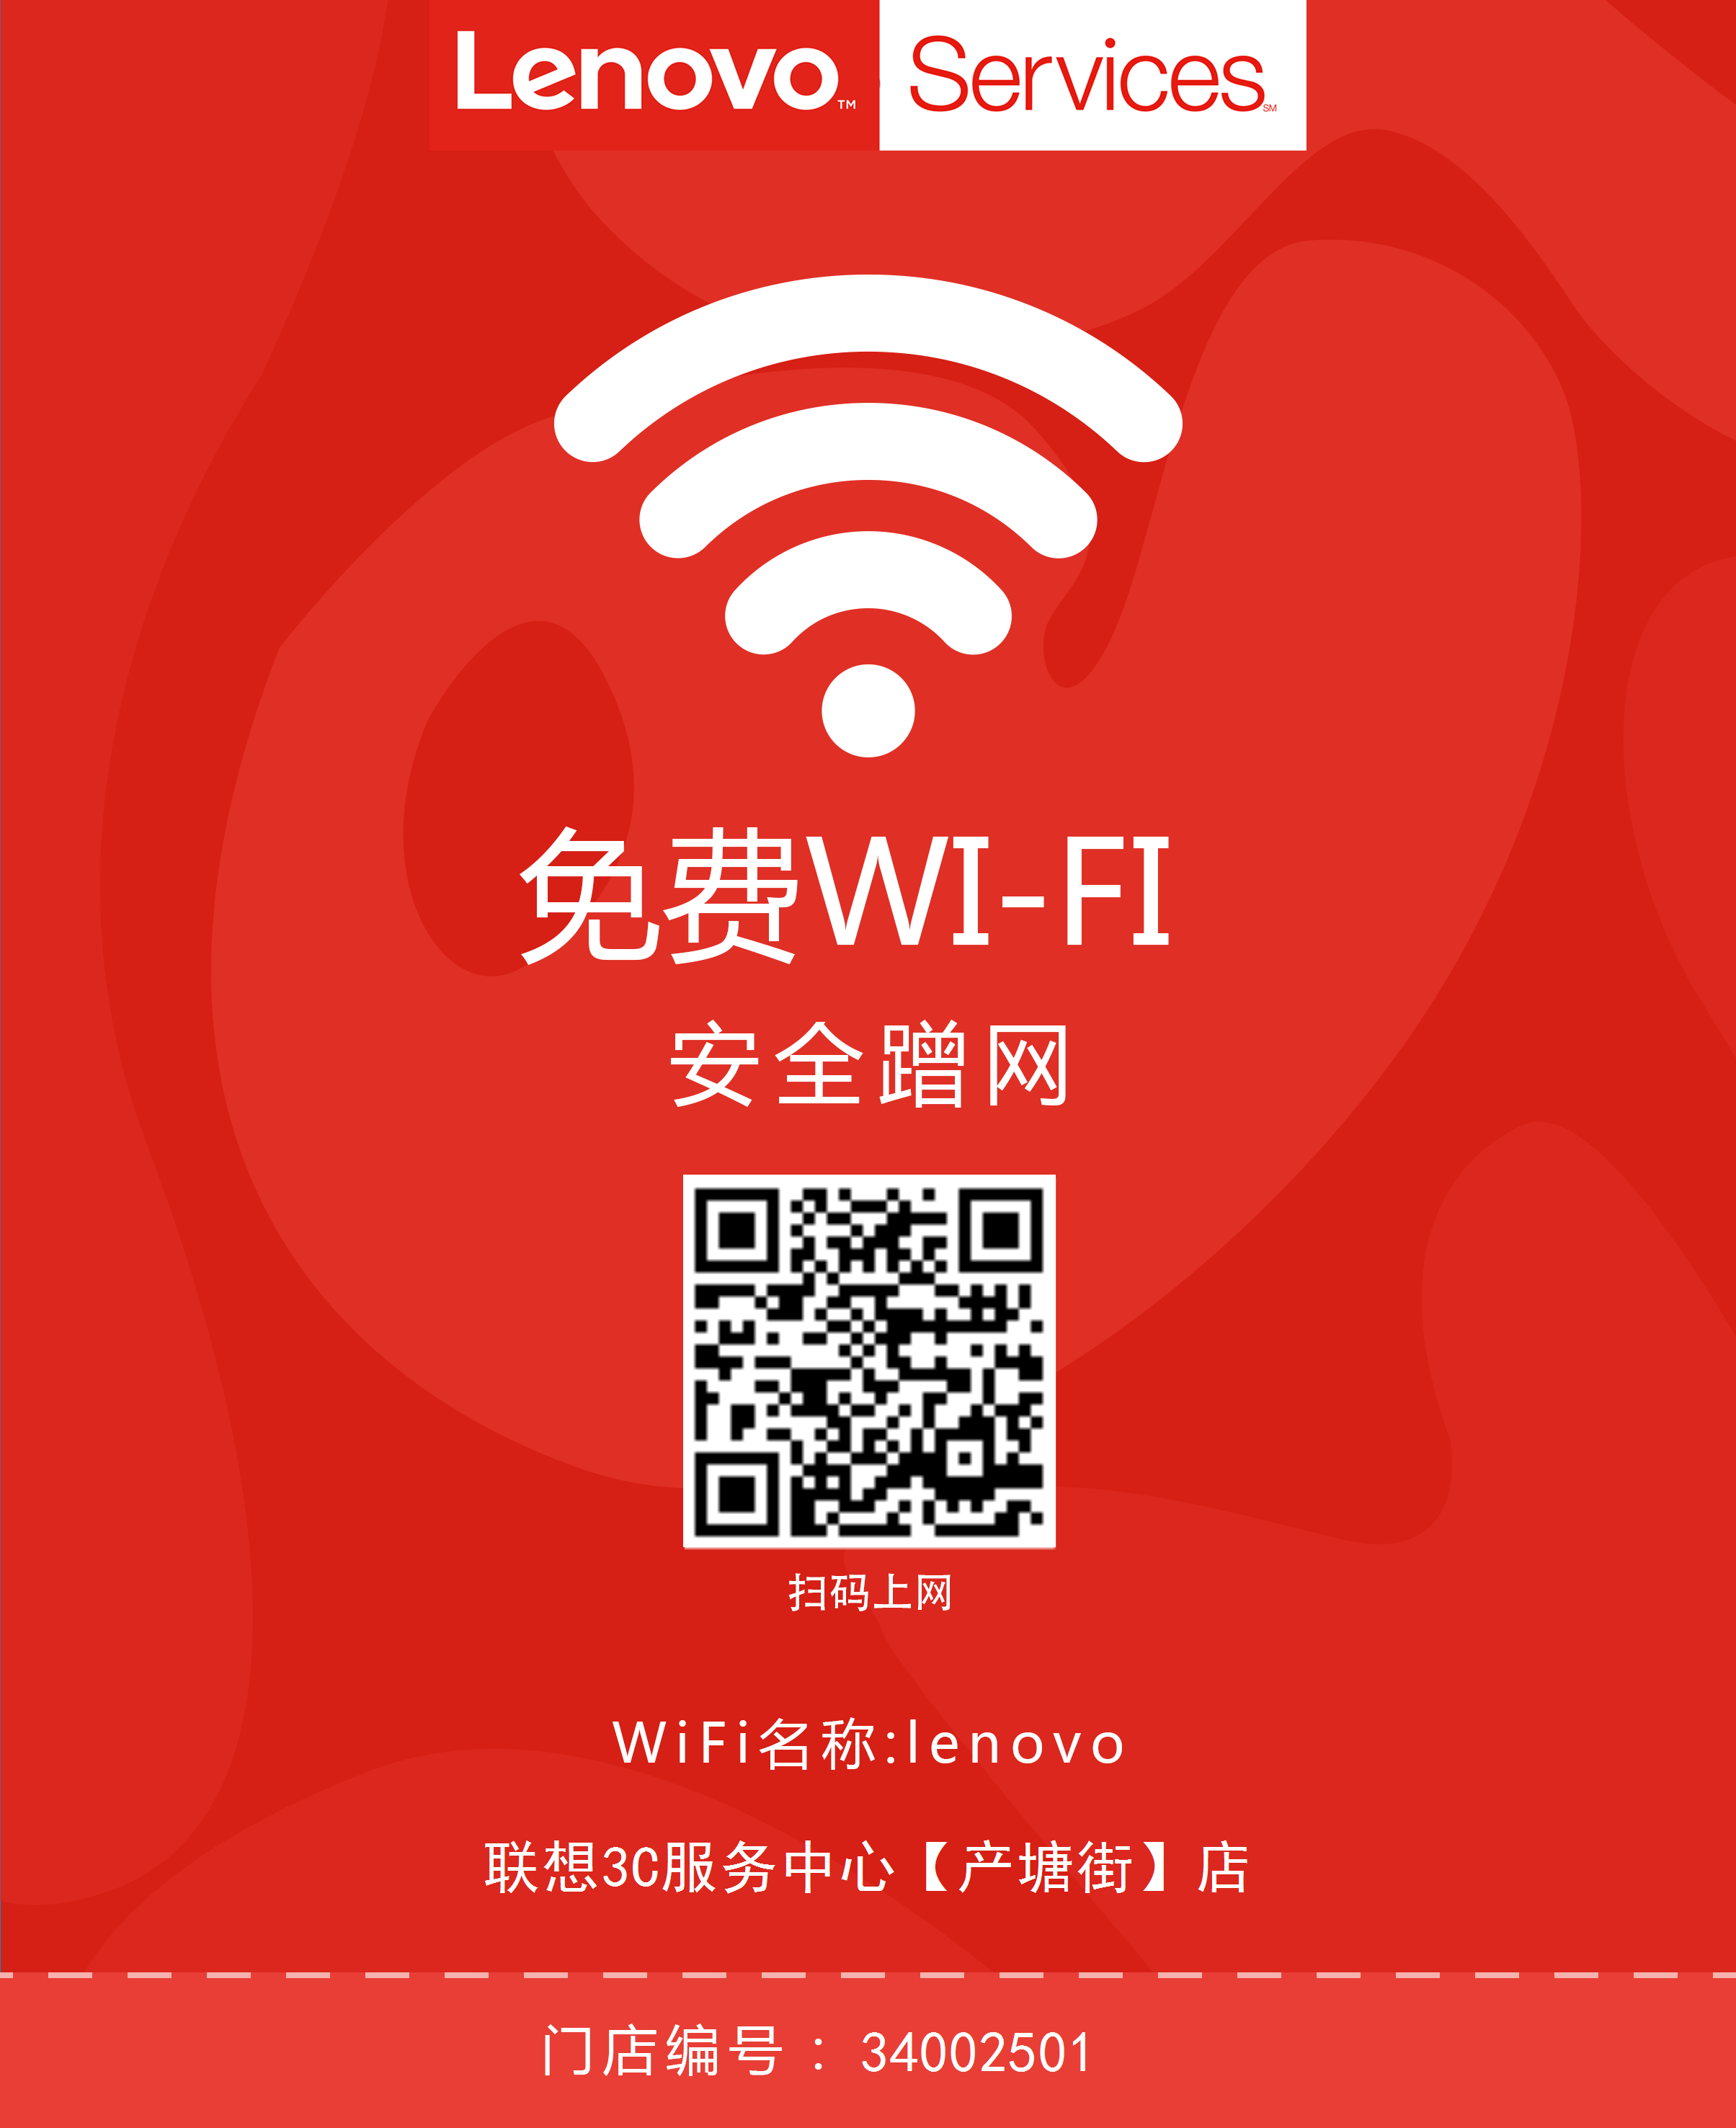 Lenovo™ Services℠
免费WI-FI
安全蹭网
扫码上网
WiFi名称:lenovo
联想3C服务中心【产塘街】店
门店编号：34002501